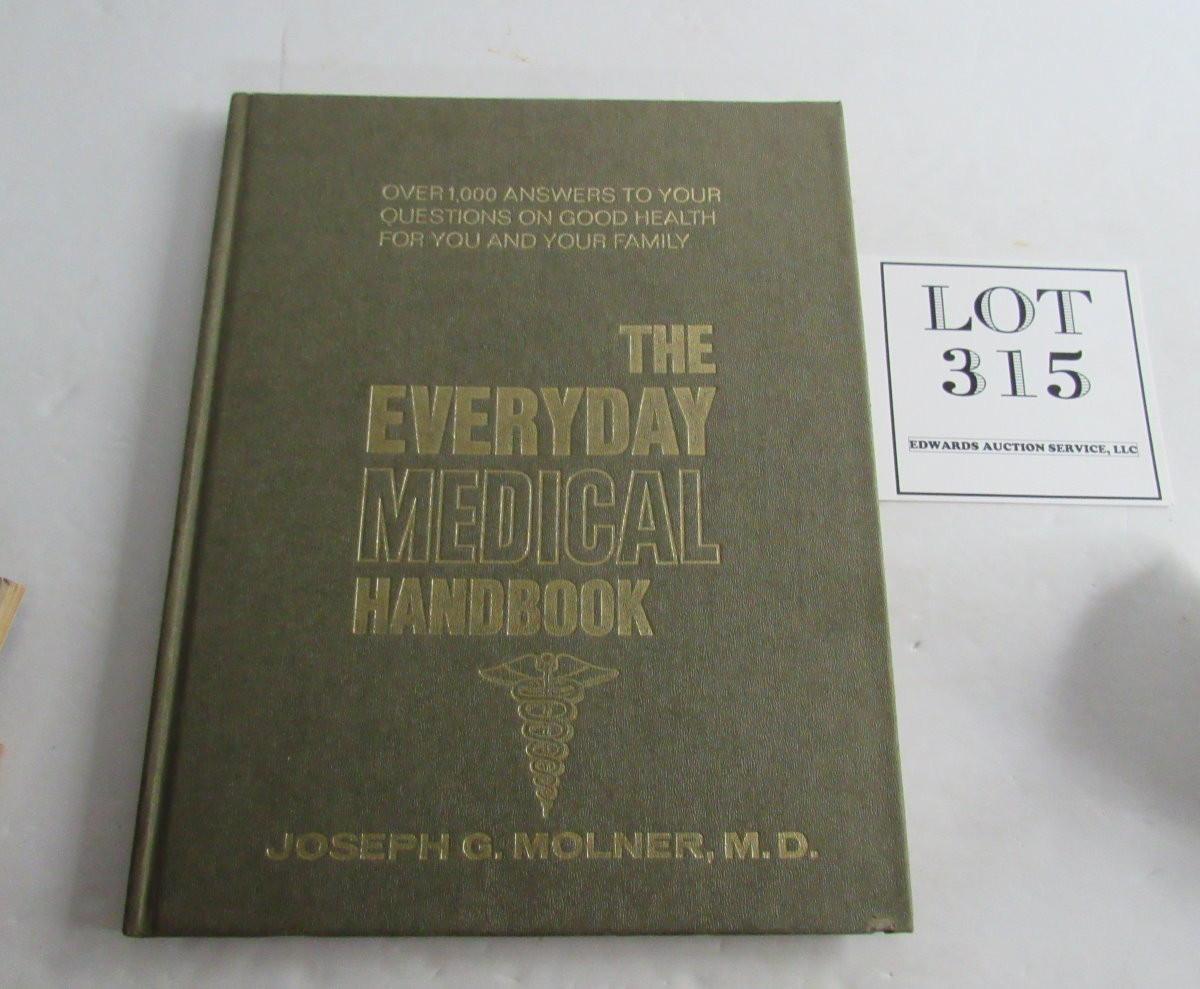 OVER 1,000 ANSWERS TO YOUR
QUESTIONS ON GOOD HEALTH
FOR YOU AND YOUR FAMILY
THE
EVERYDAY
MEDICAL
HANDBOOK
JOSEPH G. MOLNER, M.D.
LOT
315
EDWARDS AUCTION SERVICE, LLC